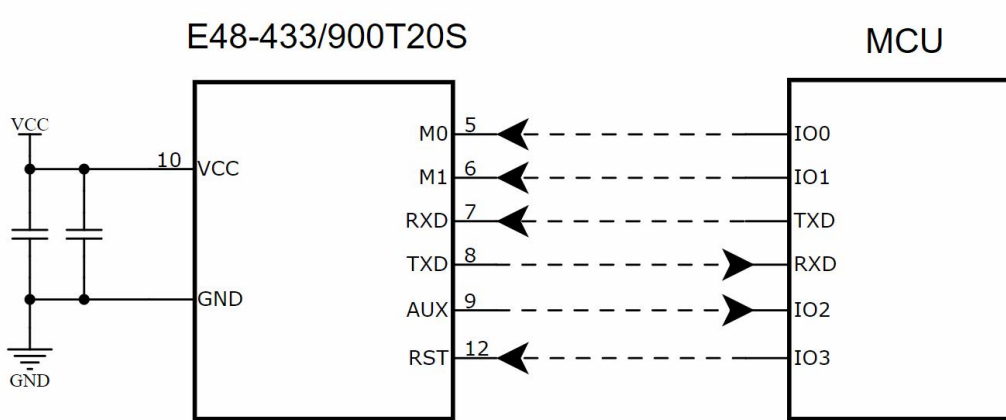 E48-433/900T20S
MCU
VCC
10 VCC
GND
GND
M0 5
M1 6
RXD 7
TXD 8
AUX 9
RST 12
IO0
IO1
TXD
RXD
IO2
IO3